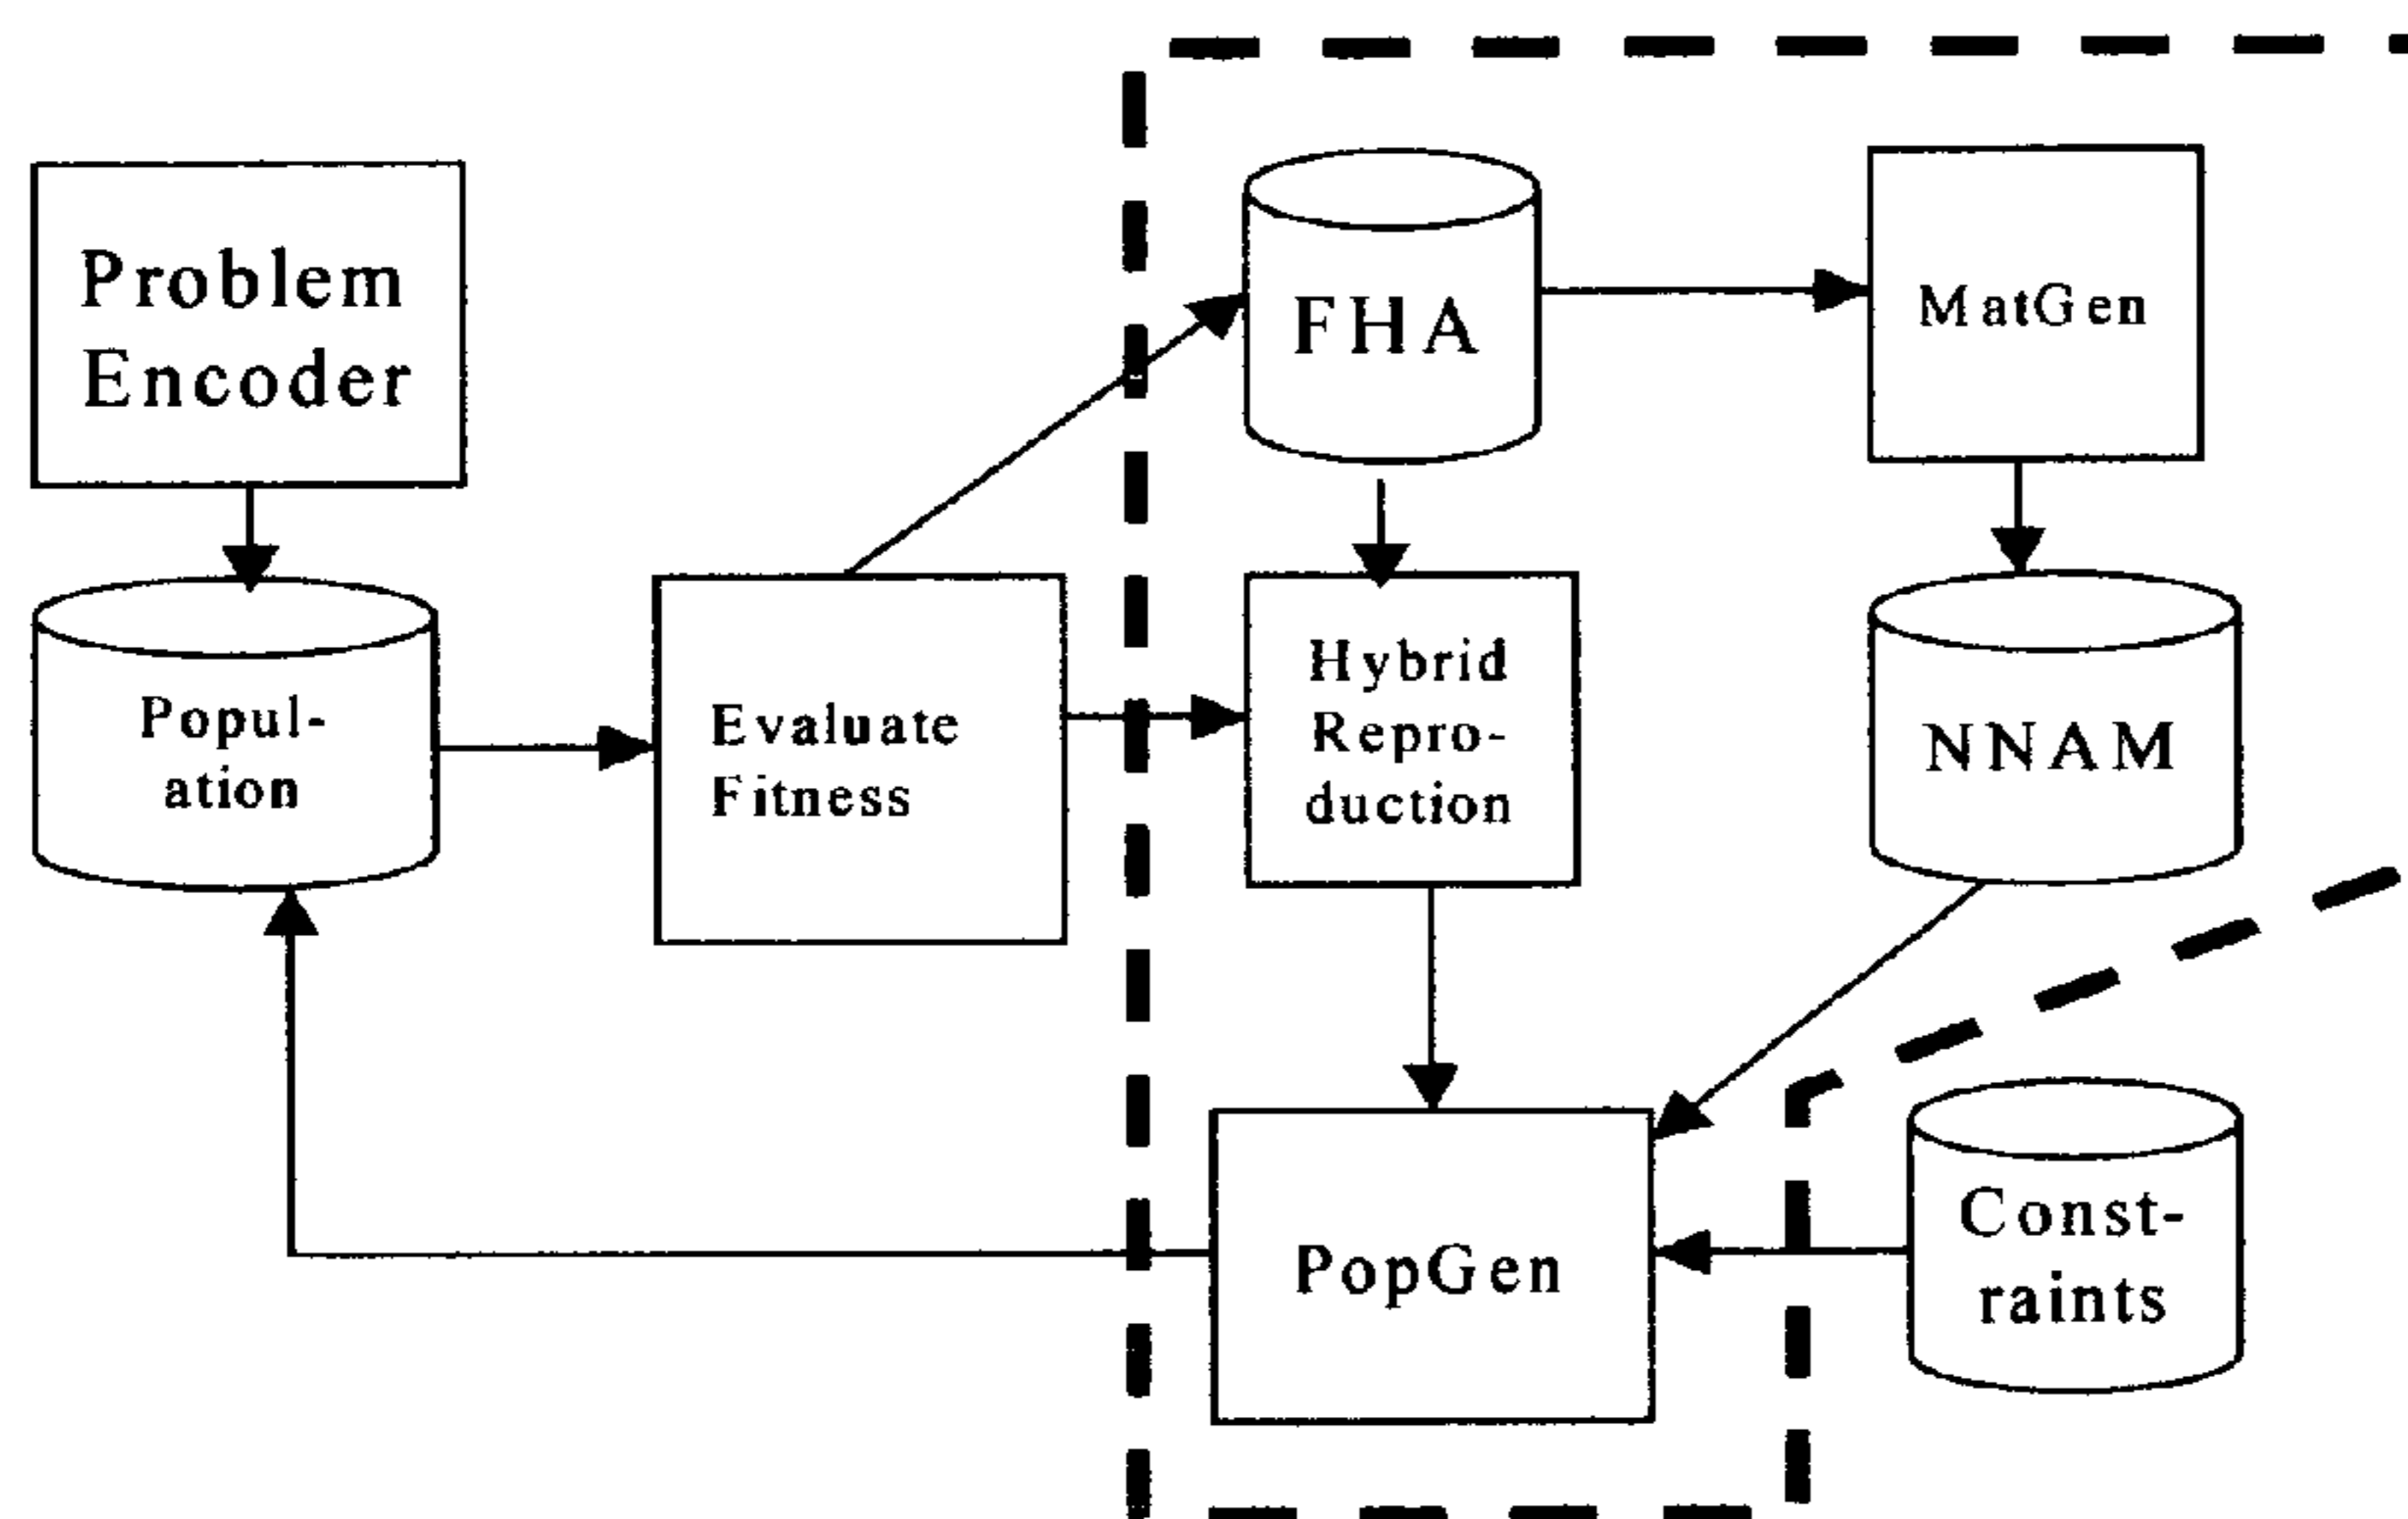 Problem
Encoder
Popul-
ation
Evaluate
Fitness
FHA
MatGen
Hybrid
Repro-
duction
NNAM
PopGen
Const-
raints